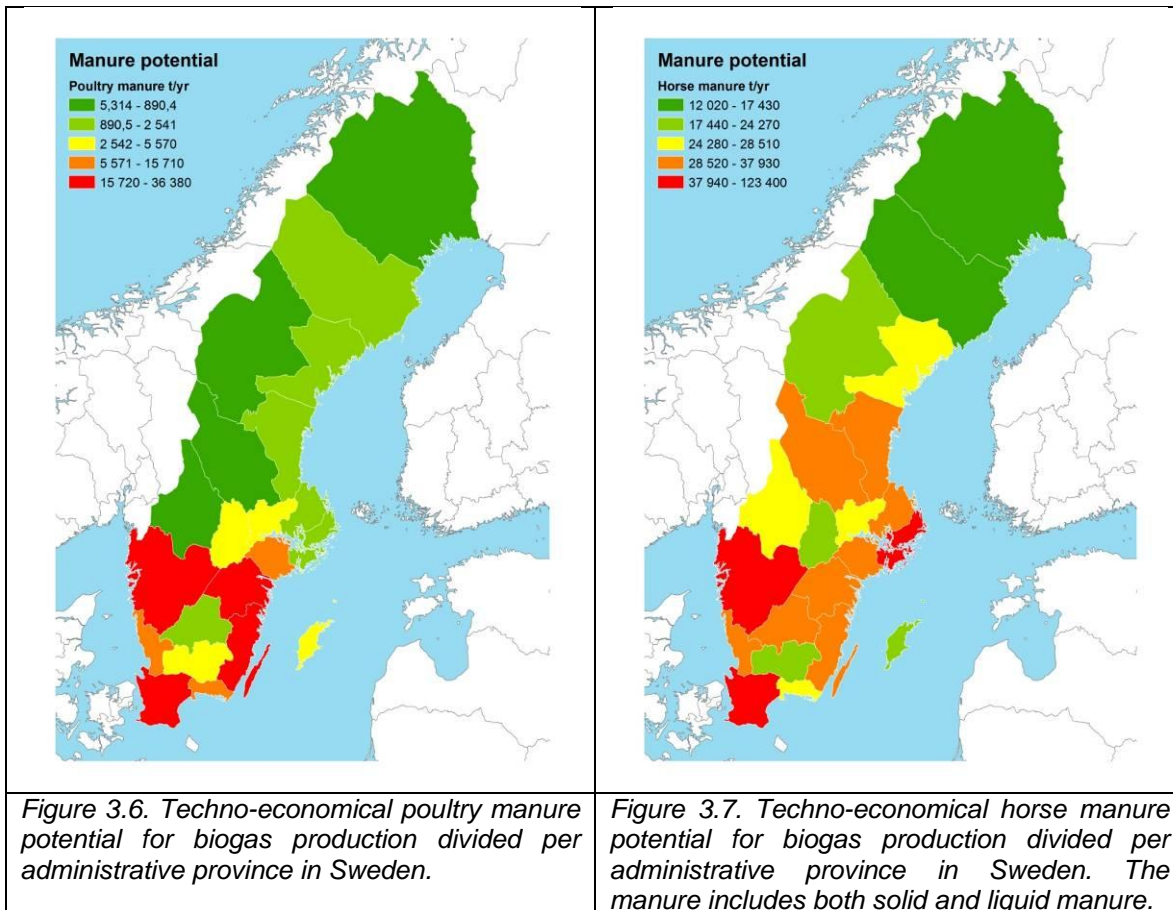 Manure potential
Poultry manure t/yr
5,314 - 890,4
890,5 - 2 541
2 542 - 5 570
5 571 - 15 710
15 720 - 36 380
Manure potential
Horse manure t/yr
12 020 - 17 430
17 440 - 24 270
24 280 - 28 510
28 520 - 37 930
37 940 - 123 400
Figure 3.6. Techno-economical poultry manure
potential for biogas production divided per
administrative province in Sweden.
Figure 3.7. Techno-economical horse manure
potential for biogas production divided per
administrative province in Sweden. The
manure includes both solid and liquid manure.